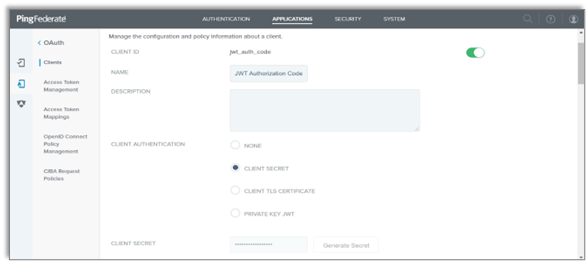 PingFederate
AUTHENTICATION APPLICATIONS SECURITY SYSTEM
< OAuth
Clients
Access Token
Management
Access Token
Mappings
OpenID Connect
Policy
Management
CIBA Request
Policies
Manage the configuration and policy information about a client.
CLIENT ID jwt_auth_code
NAME JWT Authorization Code
DESCRIPTION
CLIENT AUTHENTICATION NONE
CLIENT SECRET
CLIENT TLS CERTIFICATE
PRIVATE KEY JWT
CLIENT SECRET Generate Secret